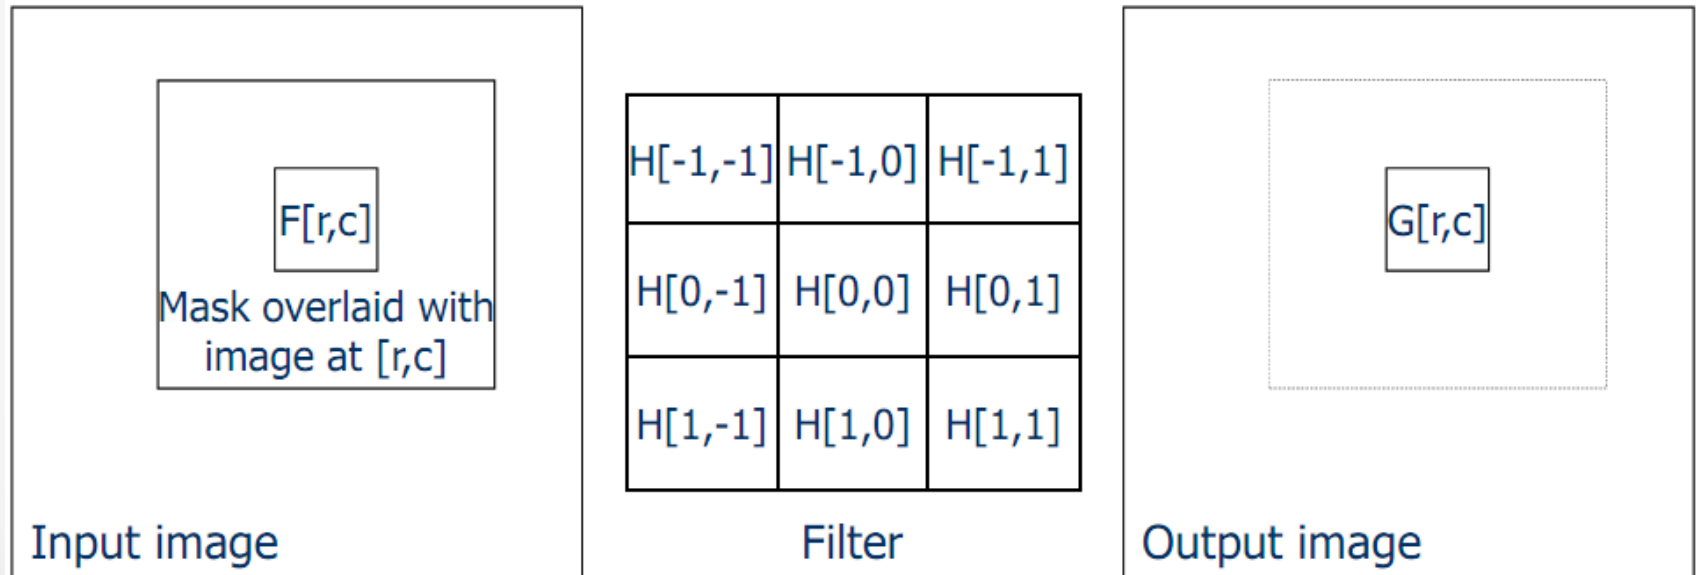 F[r,c]
Mask overlaid with
image at [r,c]
Input image
H[-1,-1] H[-1,0] H[-1,1]
H[0,-1] H[0,0] H[0,1]
H[1,-1] H[1,0] H[1,1]
Filter
G[r,c]
Output image